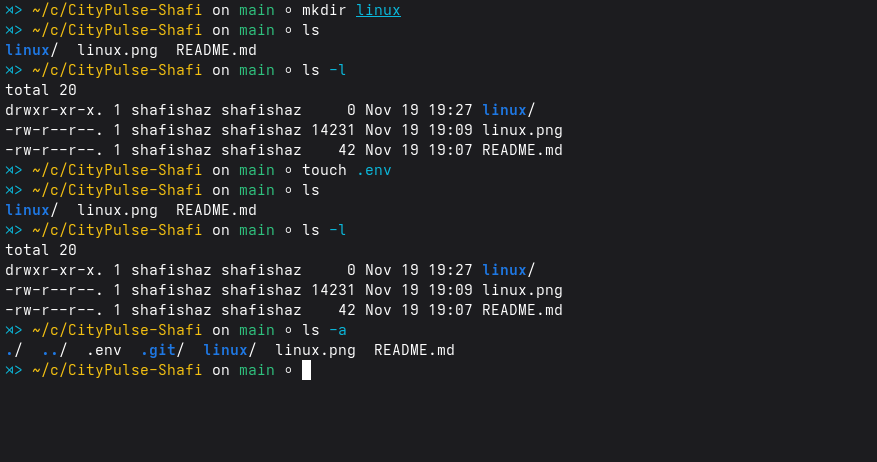 ⋊> ~/c/CityPulse-Shafi on main ⚬ mkdir linux
⋊> ~/c/CityPulse-Shafi on main ⚬ ls
linux/  linux.png  README.md
⋊> ~/c/CityPulse-Shafi on main ⚬ ls -l
total 20
drwxr-xr-x. 1 shafishaz shafishaz     0 Nov 19 19:27 linux/
-rw-r--r--. 1 shafishaz shafishaz 14231 Nov 19 19:09 linux.png
-rw-r--r--. 1 shafishaz shafishaz    42 Nov 19 19:07 README.md
⋊> ~/c/CityPulse-Shafi on main ⚬ touch .env
⋊> ~/c/CityPulse-Shafi on main ⚬ ls
linux/  linux.png  README.md
⋊> ~/c/CityPulse-Shafi on main ⚬ ls -l
total 20
drwxr-xr-x. 1 shafishaz shafishaz     0 Nov 19 19:27 linux/
-rw-r--r--. 1 shafishaz shafishaz 14231 Nov 19 19:09 linux.png
-rw-r--r--. 1 shafishaz shafishaz    42 Nov 19 19:07 README.md
⋊> ~/c/CityPulse-Shafi on main ⚬ ls -a
./  ../  .env  .git/  linux/  linux.png  README.md
⋊> ~/c/CityPulse-Shafi on main ⚬